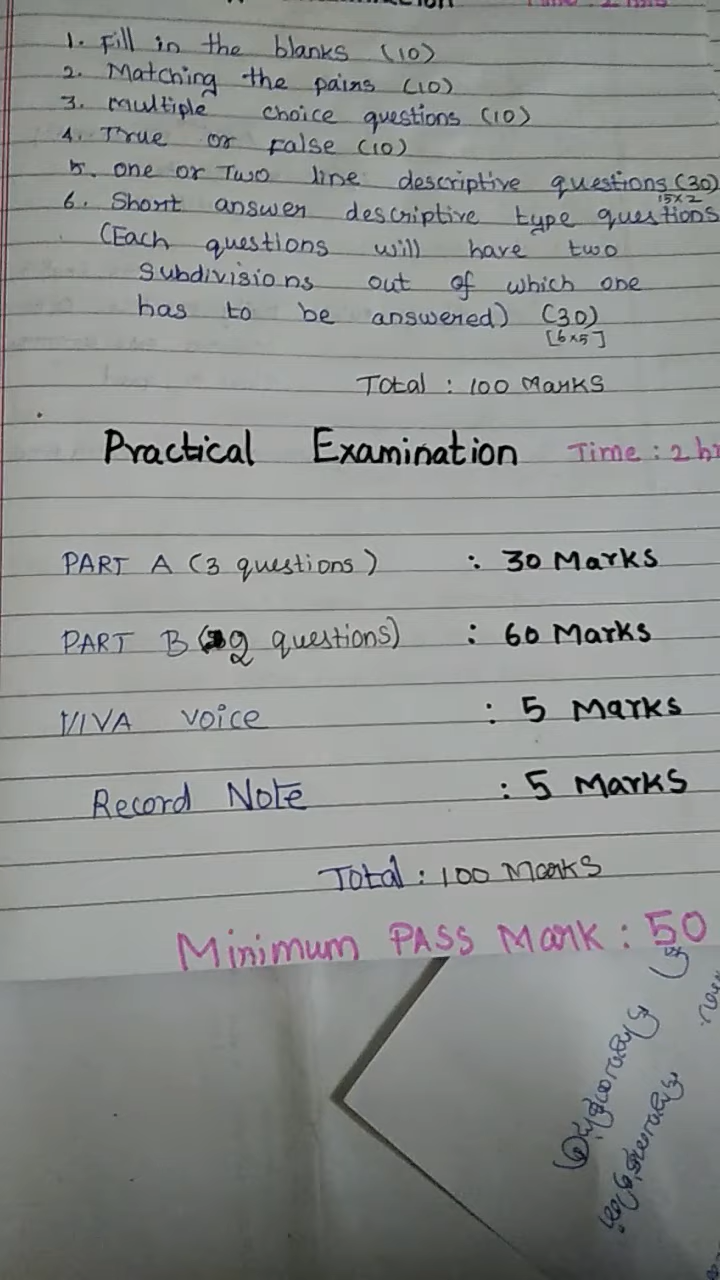 1. Fill in the blanks (10)
2. Matching the pairs (10)
3. Multiple choice questions (10)
4. True or False (10)
5. one or Two line descriptive questions (30)
15x2
6. Short answer descriptive type questions
(Each questions will have two
subdivisions out of which one
has to be answered) (30)
[6x5]
Total : 100 Marks
Practical Examination Time : 2 hr
PART A (3 questions) : 30 Marks
PART B (2 questions) : 60 Marks
VIVA voice : 5 Marks
Record Note : 5 Marks
Total : 100 Marks
Minimum PASS Mark : 50